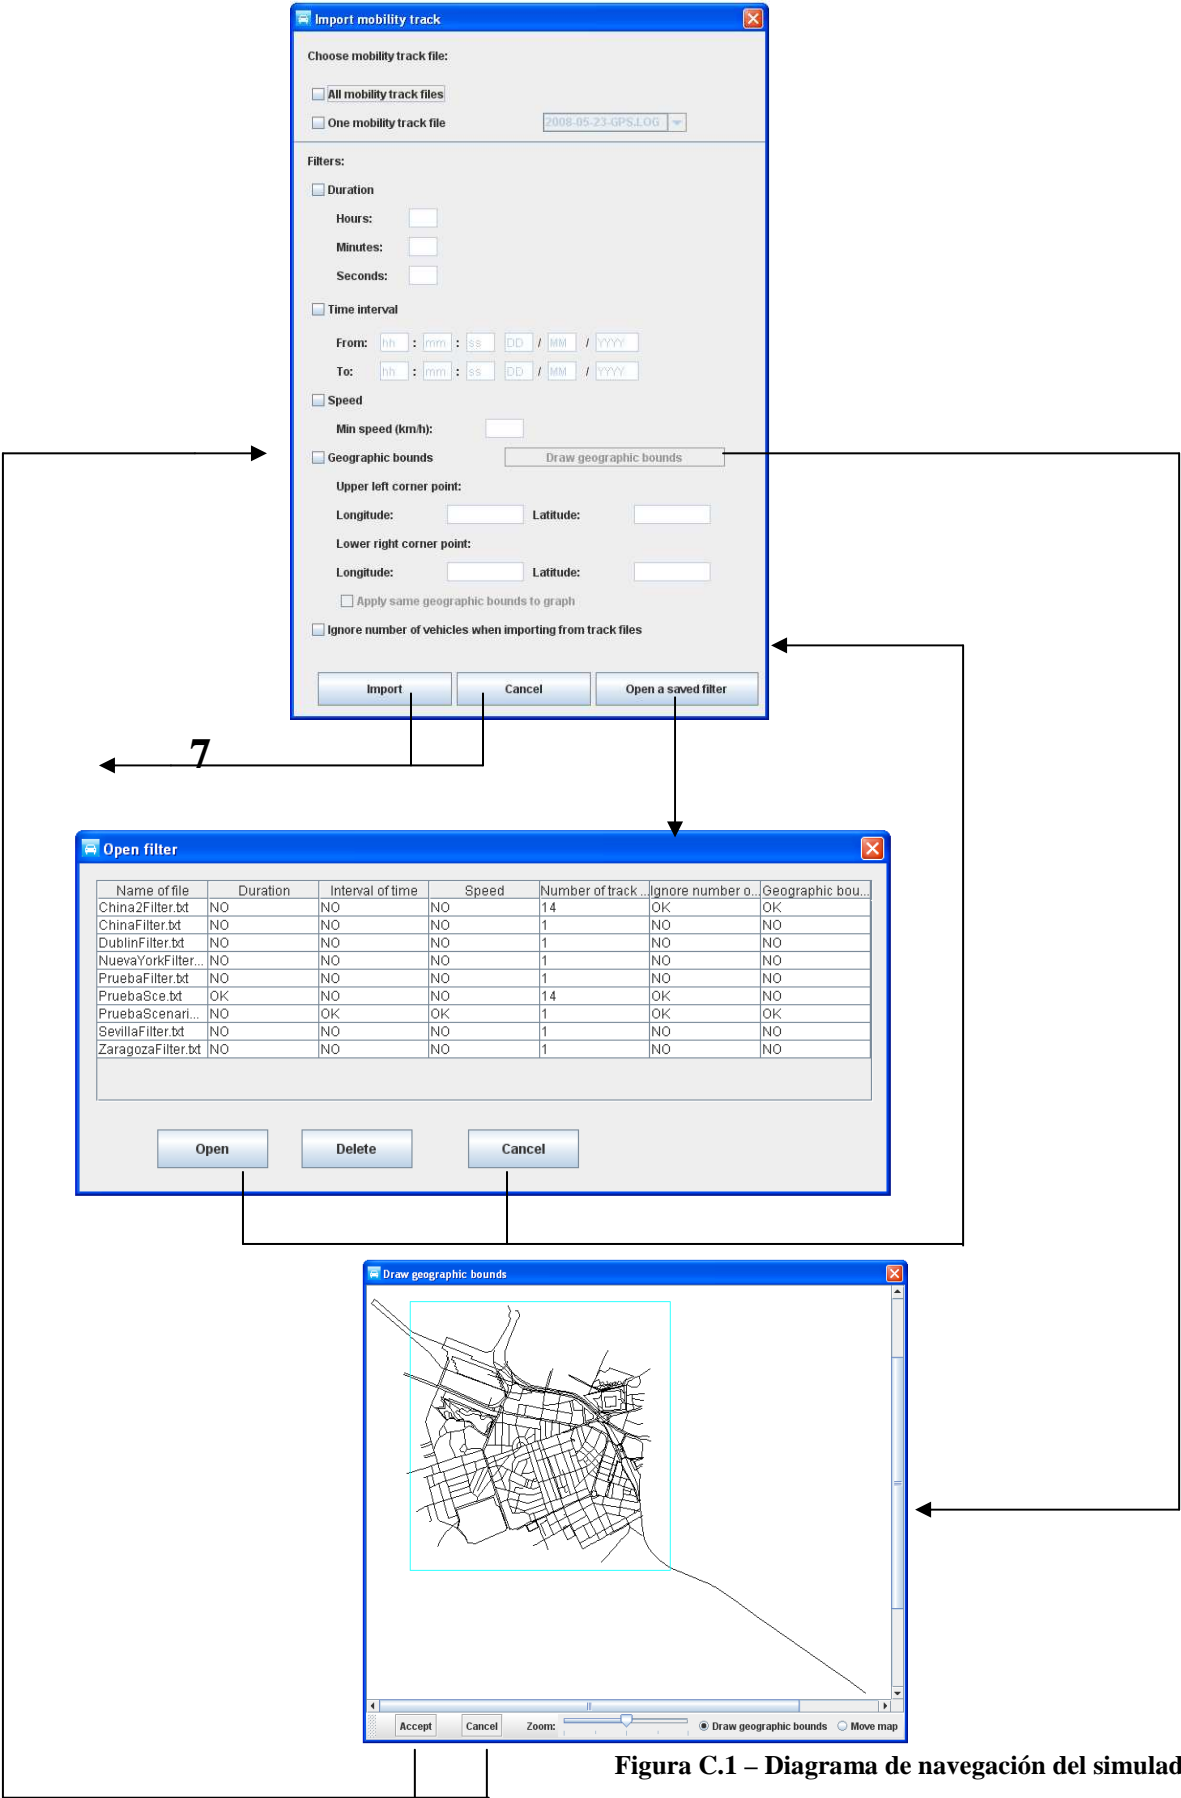 Import mobility track
Choose mobility track file:
All mobility track files
One mobility track file 2008-05-23-GPS.LOG
Filters:
Duration
Hours:
Minutes:
Seconds:
Time interval
From: hh : mm : ss DD / MM / YYYY
To: hh : mm : ss DD / MM / YYYY
Speed
Min speed (km/h):
Geographic bounds Draw geographic bounds
Upper left corner point:
Longitude: Latitude:
Lower right corner point:
Longitude: Latitude:
Apply same geographic bounds to graph
Ignore number of vehicles when importing from track files
Import Cancel Open a saved filter
7
Open filter
Name of file Duration Interval of time Speed Number of track ... Ignore number o... Geographic bou...
China2Filter.txt NO NO NO 14 OK OK
ChinaFilter.txt NO NO NO 1 NO NO
DublinFilter.txt NO NO NO 1 NO NO
NuevaYorkFilter... NO NO NO 1 NO NO
PruebaFilter.txt NO NO NO 1 NO NO
PruebaSce.txt OK NO NO 14 OK NO
PruebaScenari... NO OK OK 1 OK OK
SevillaFilter.txt NO NO NO 1 NO NO
ZaragozaFilter.txt NO NO NO 1 NO NO
Open Delete Cancel
Draw geographic bounds
Accept Cancel Zoom: Draw geographic bounds Move map
Figura C.1 – Diagrama de navegación del simulad